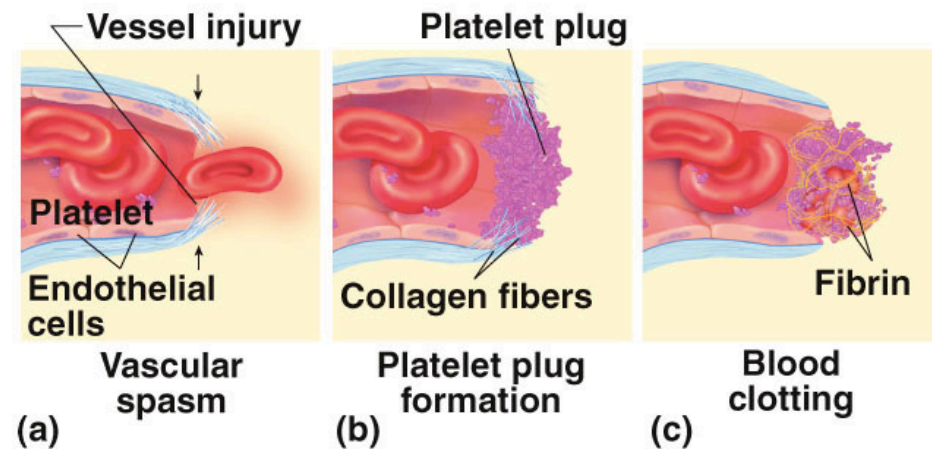 Vessel injury
Platelet
Endothelial
cells
Vascular
spasm
(a)
Platelet plug
Collagen fibers
Platelet plug
formation
(b)
Fibrin
Blood
clotting
(c)